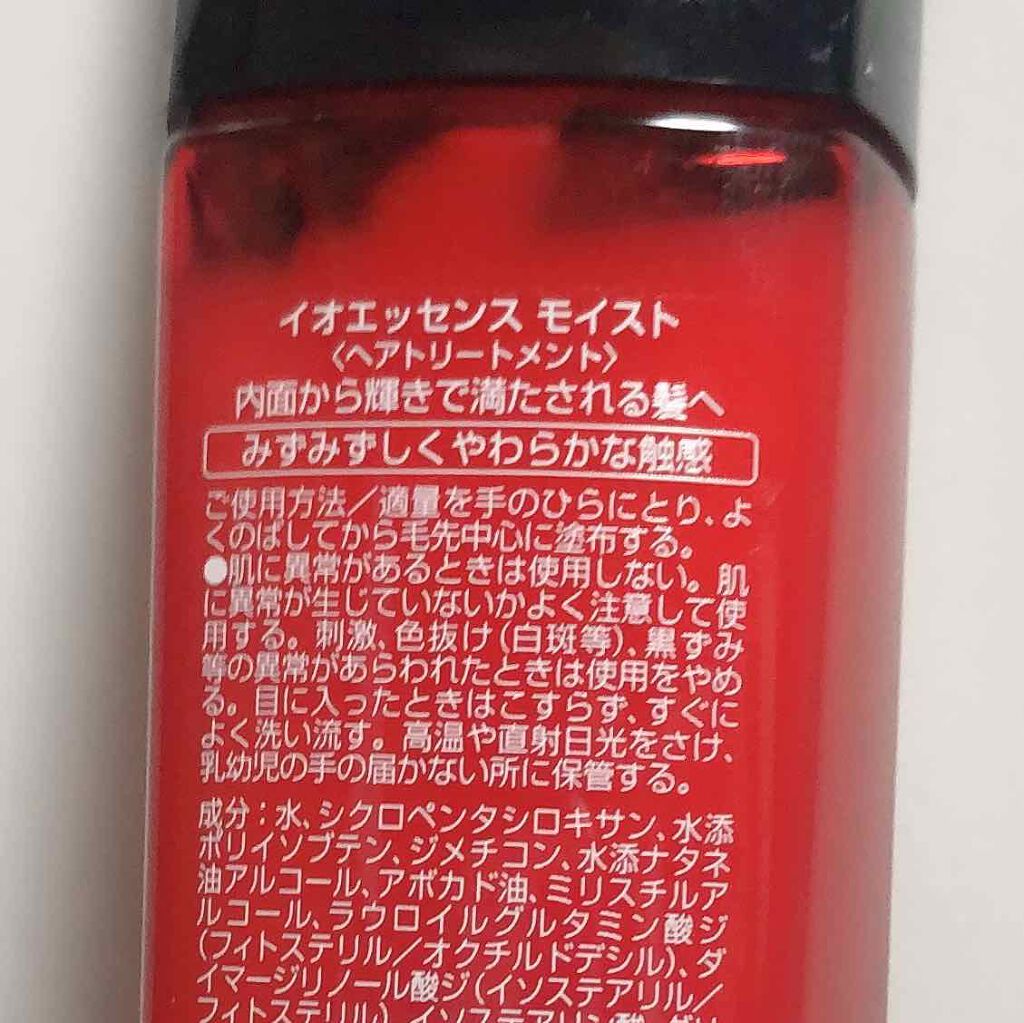 イオエッセンス モイスト
〈ヘアトリートメント〉
内面から輝きで満たされる髪へ
みずみずしくやわらかな触感
ご使用方法／適量を手のひらにとり、よ
くのばしてから毛先中心に塗布する。
●肌に異常があるときは使用しない。肌
に異常が生じていないかよく注意して使
用する。刺激、色抜け(白斑等)、黒ずみ
等の異常があらわれたときは使用をやめ
る。目に入ったときはこすらず、すぐに
よく洗い流す。高温や直射日光をさけ、
乳幼児の手の届かない所に保管する。
成分：水、シクロペンタシロキサン、水添
ポリイソブテン、ジメチコン、水添ナタネ
油アルコール、アボカド油、ミリスチルア
ルコール、ラウロイルグルタミン酸ジ
(フィトステリル／オクチルドデシル)、ダ
イマージリノール酸ジ(イソステアリル／
フィトステリル)、イソステアリン酸